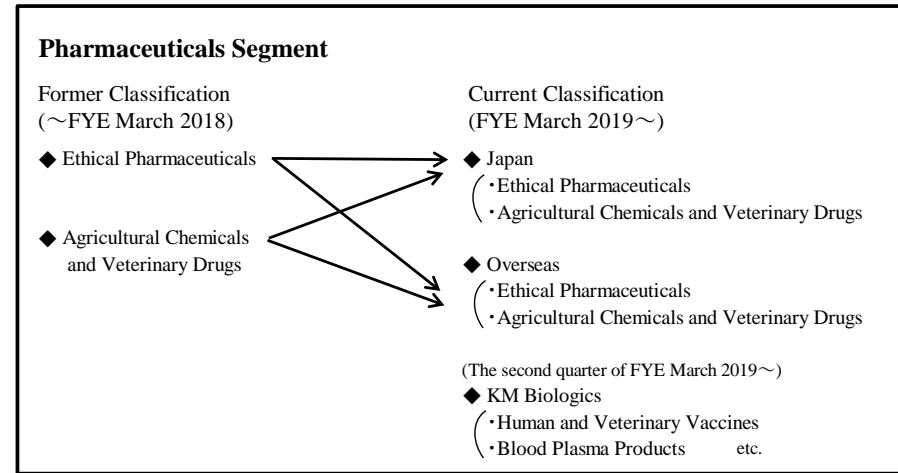 Pharmaceuticals Segment
Former Classification
(~FYE March 2018)
◆ Ethical Pharmaceuticals
◆ Agricultural Chemicals
and Veterinary Drugs
Current Classification
(FYE March 2019~)
◆ Japan
・Ethical Pharmaceuticals
・Agricultural Chemicals and Veterinary Drugs
◆ Overseas
・Ethical Pharmaceuticals
・Agricultural Chemicals and Veterinary Drugs
(The second quarter of FYE March 2019~)
◆ KM Biologics
・Human and Veterinary Vaccines
・Blood Plasma Products etc.